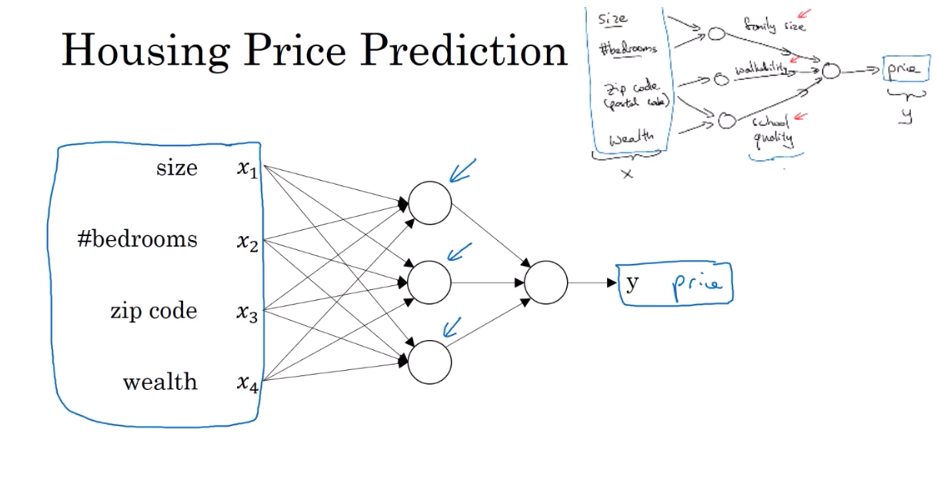 Housing Price Prediction
size x₁
#bedrooms x₂
zip code x₃
wealth x₄
y price
size
#bedrooms
zip code
(postal code)
wealth
x
family size
walkability
school
quality
price
y